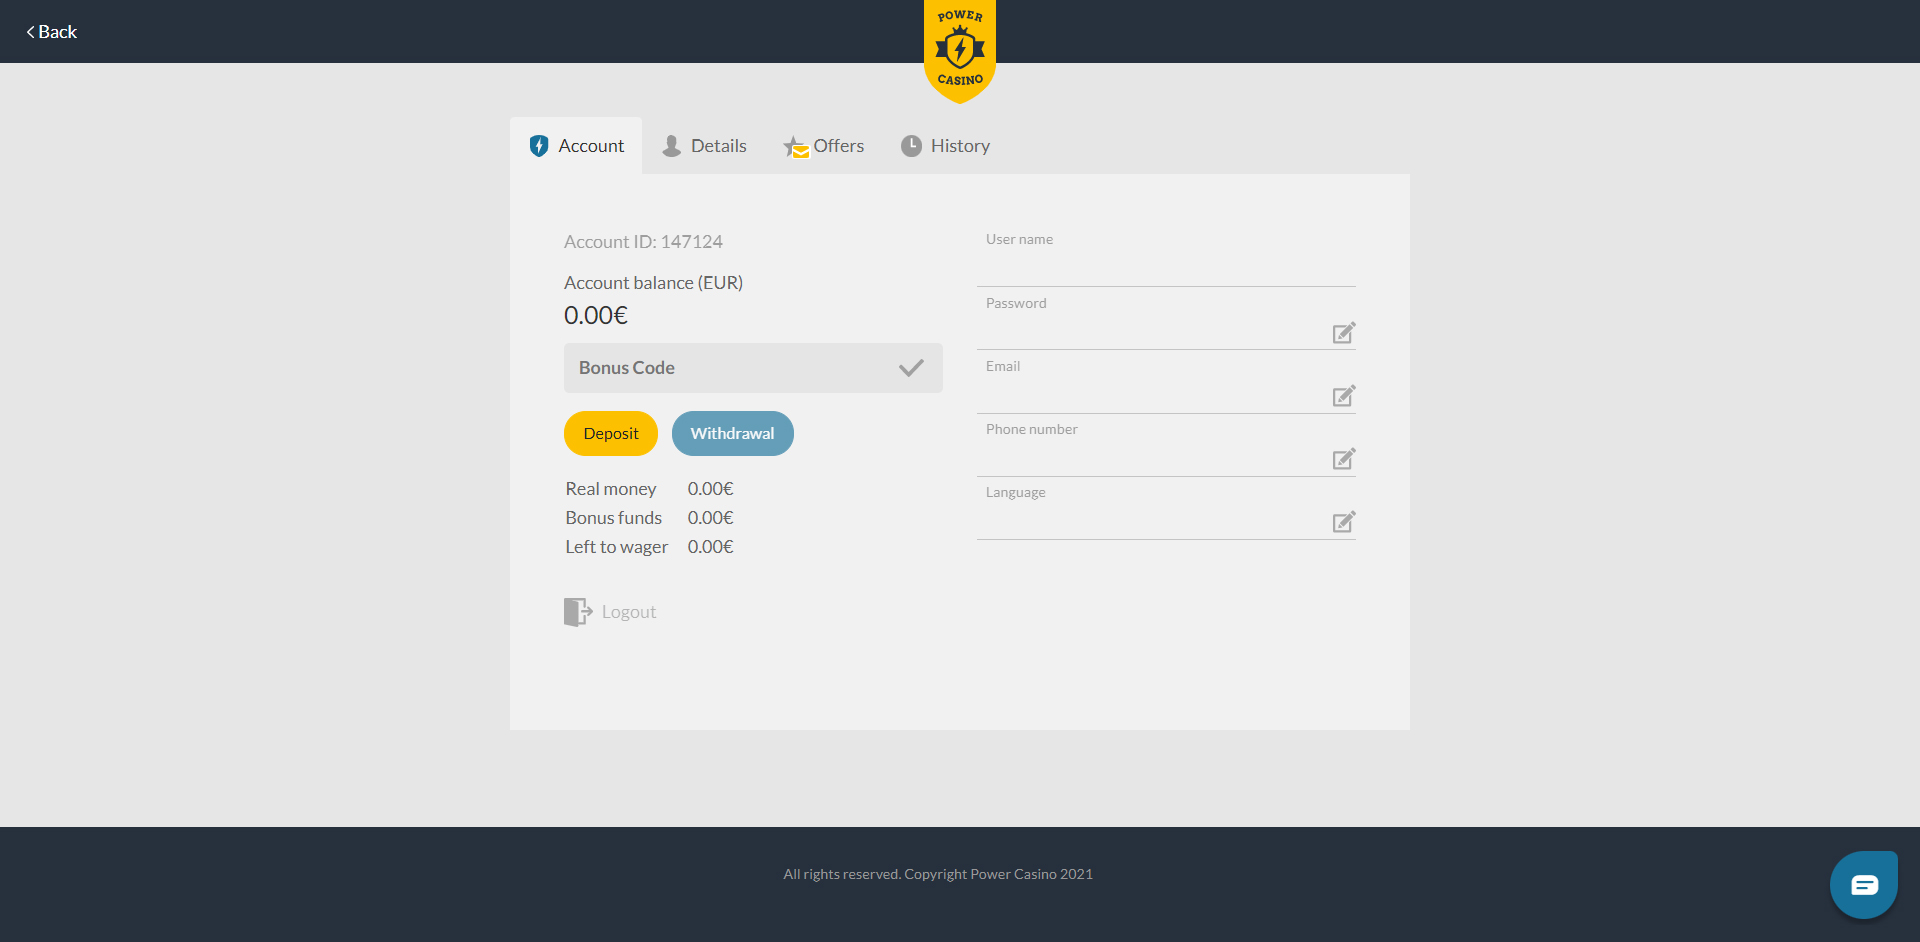 Back
POWER
CASINO
Account
Details
Offers
History
Account ID: 147124
Account balance (EUR)
0.00€
Bonus Code
Deposit
Withdrawal
Real money 0.00€
Bonus funds 0.00€
Left to wager 0.00€
Logout
User name
Password
Email
Phone number
Language
All rights reserved. Copyright Power Casino 2021